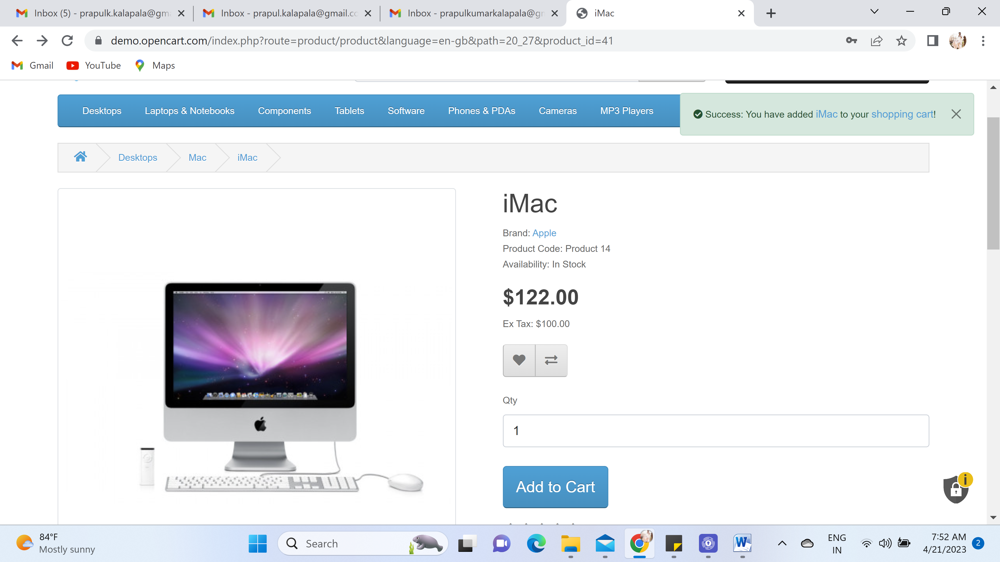 Inbox (5) - prapulk.kalapala@gm
Inbox - prapul.kalapala@gmail.cc
Inbox - prapulkumarkalapala@gr
iMac
demo.opencart.com/index.php?route=product/product&language=en-gb&path=20_27&product_id=41
Gmail
YouTube
Maps
Desktops
Laptops & Notebooks
Components
Tablets
Software
Phones & PDAs
Cameras
MP3 Players
Success: You have added iMac to your shopping cart!
Desktops
Mac
iMac
iMac
Brand: Apple
Product Code: Product 14
Availability: In Stock
$122.00
Ex Tax: $100.00
Qty
1
Add to Cart
84°F
Mostly sunny
Search
ENG
IN
7:52 AM
4/21/2023
2